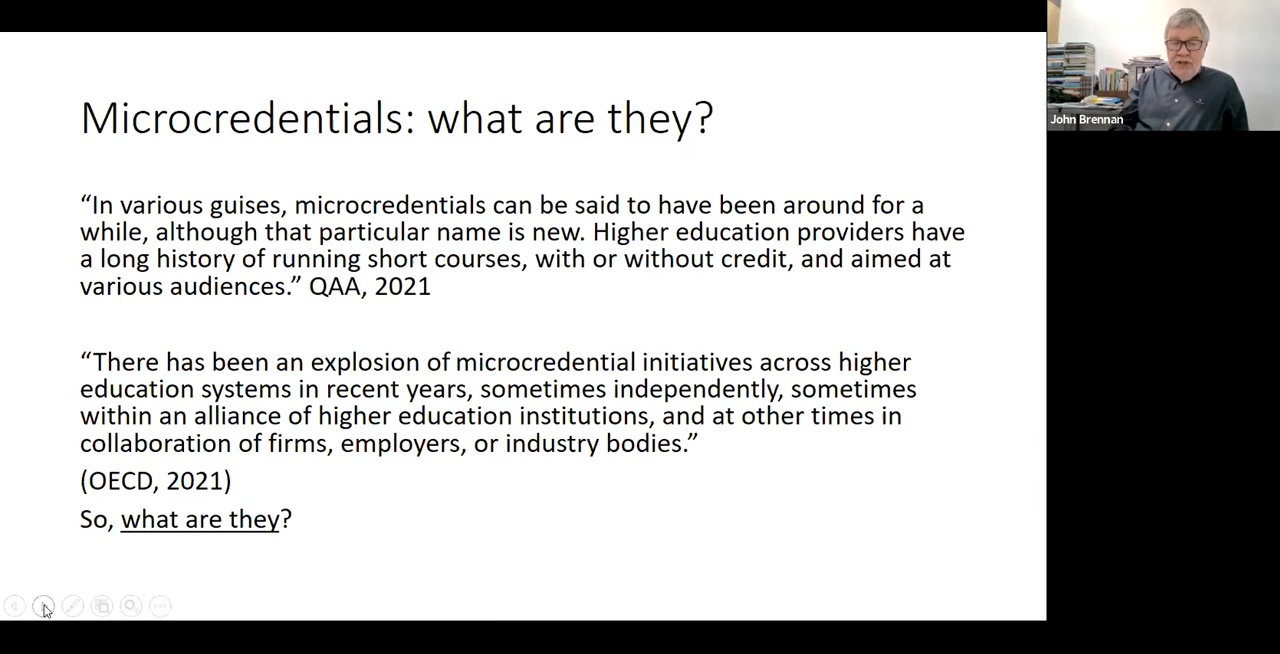 Microcredentials: what are they?
“In various guises, microcredentials can be said to have been around for a
while, although that particular name is new. Higher education providers have
a long history of running short courses, with or without credit, and aimed at
various audiences.” QAA, 2021
“There has been an explosion of microcredential initiatives across higher
education systems in recent years, sometimes independently, sometimes
within an alliance of higher education institutions, and at other times in
collaboration of firms, employers, or industry bodies.”
(OECD, 2021)
So, what are they?
John Brennan